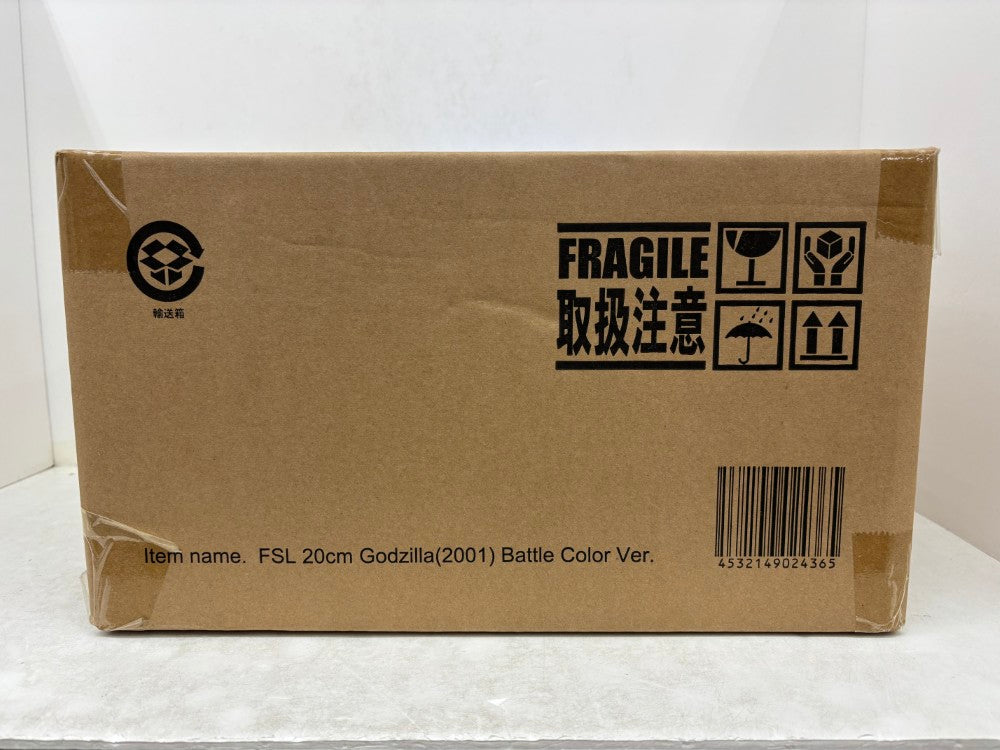 輸送箱
FRAGILE
取扱注意
Item name. FSL 20cm Godzilla(2001) Battle Color Ver.
4532149024365